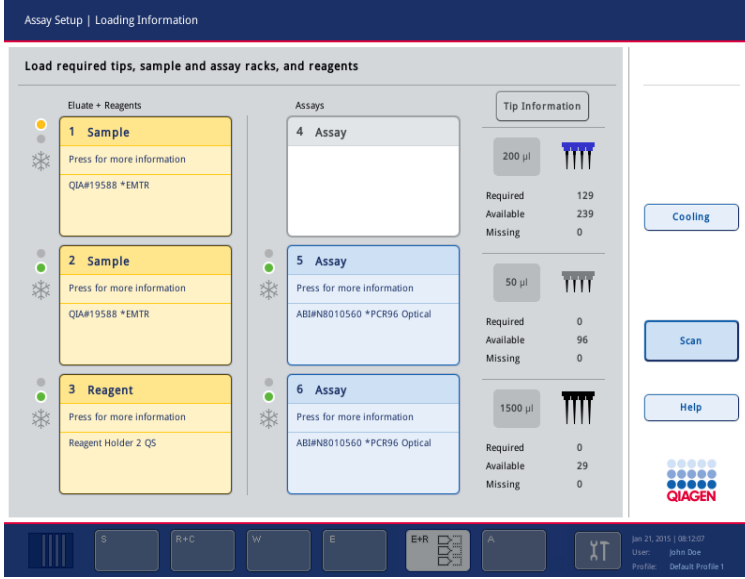 Assay Setup | Loading Information
Load required tips, sample and assay racks, and reagents
Eluate + Reagents
Assays
Tip Information
1 Sample
Press for more information
QIA#19588 *EMTR
4 Assay
200 µl
Required 129
Available 239
Missing 0
Cooling
2 Sample
Press for more information
QIA#19588 *EMTR
5 Assay
Press for more information
ABI#N8010560 *PCR96 Optical
50 µl
Required 0
Available 96
Missing 0
Scan
3 Reagent
Press for more information
Reagent Holder 2 QS
6 Assay
Press for more information
ABI#N8010560 *PCR96 Optical
1500 µl
Required 0
Available 29
Missing 0
Help
QIAGEN
S
R+C
W
E
E+R
A
Jan 21, 2015 | 08:12:07
User: John Doe
Profile: Default Profile 1